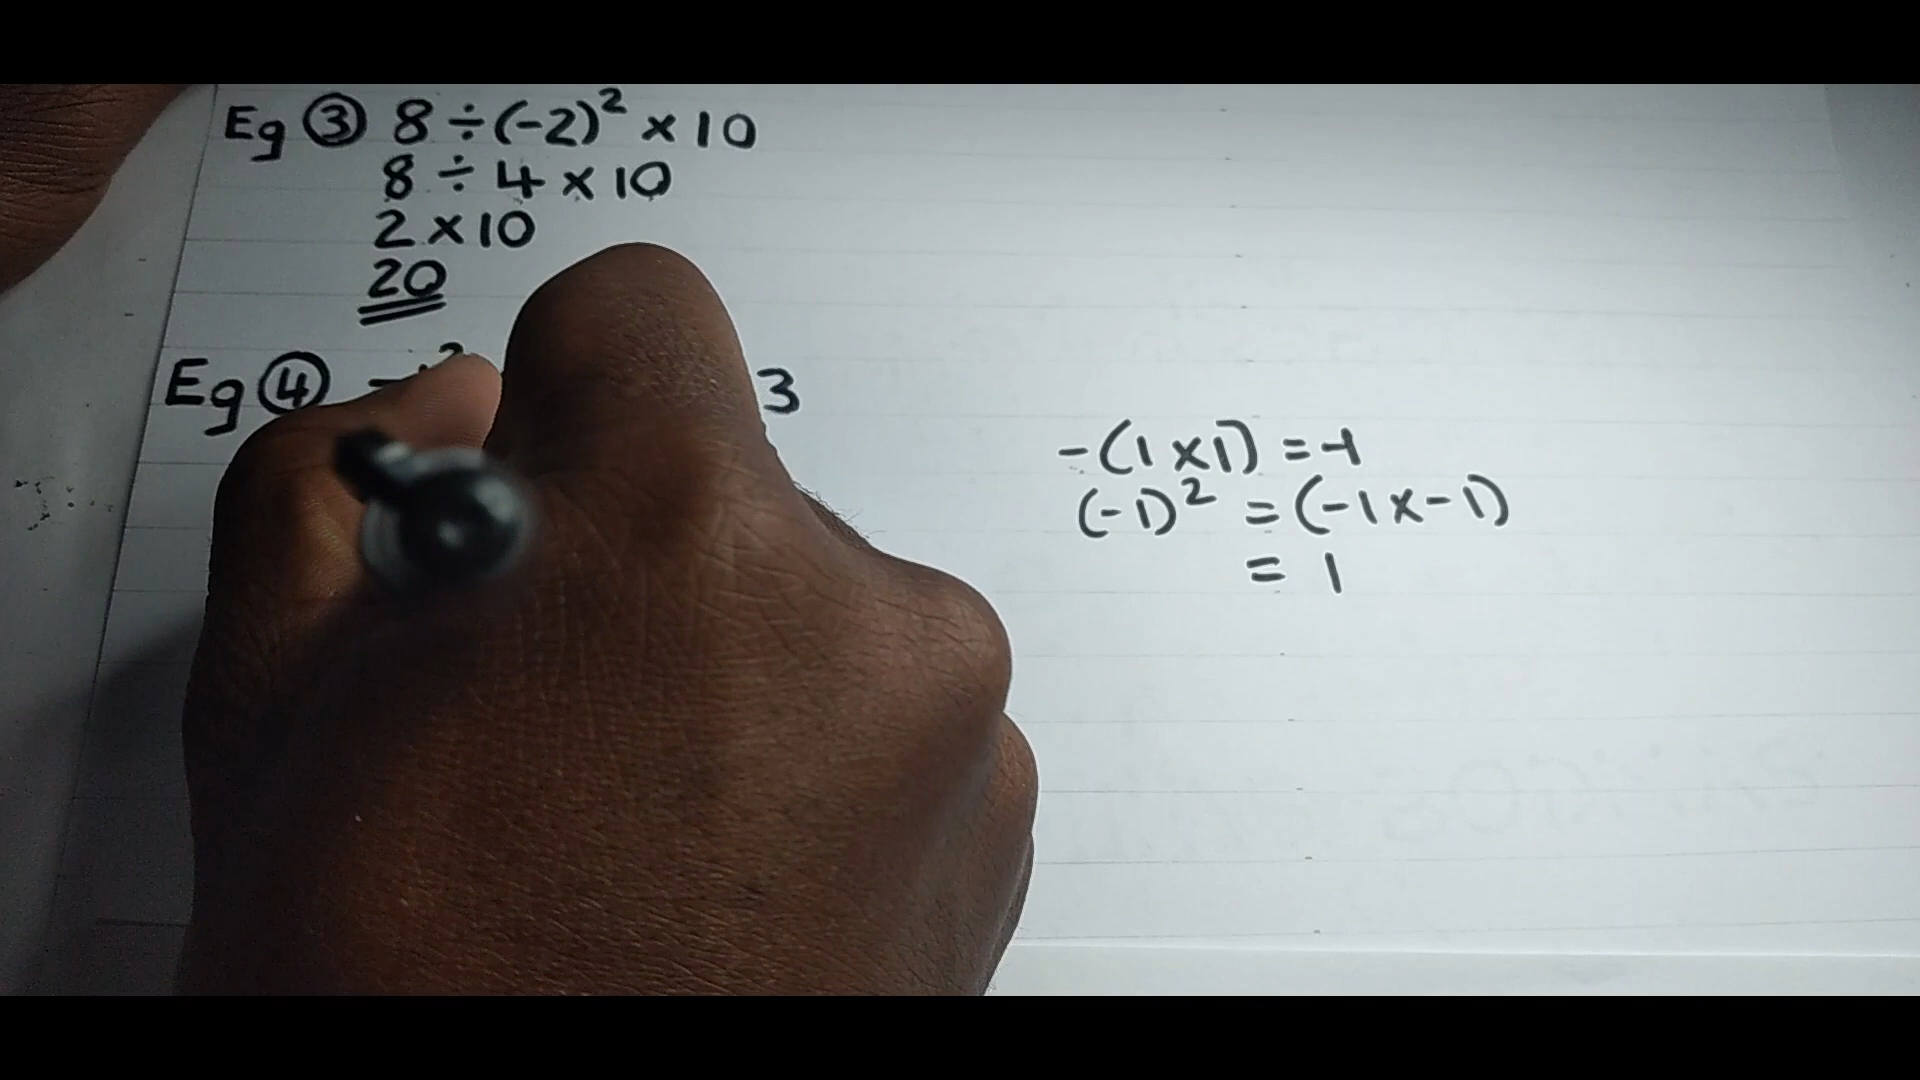 Eg ③ 8 ÷ (-2)² × 10
8 ÷ 4 × 10
2 × 10
20
Eg ④ - ² 3
-(1 × 1) = -1
(-1)² = (-1 × -1)
= 1